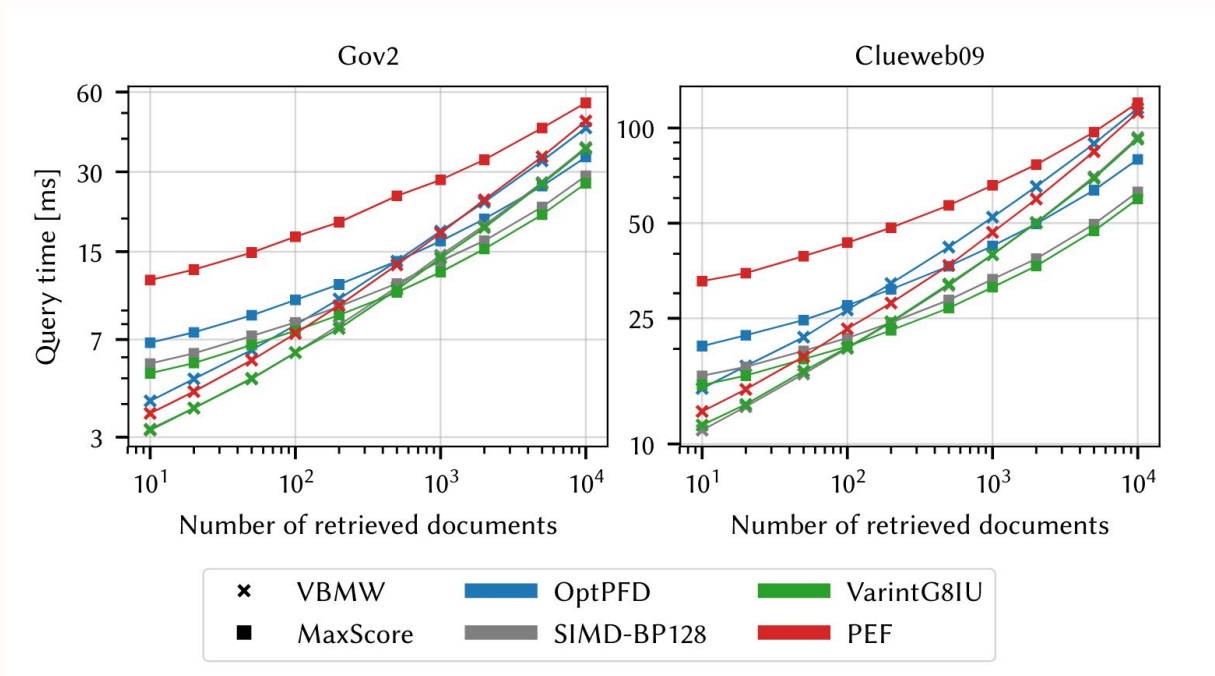 Gov2
Clueweb09
Query time [ms]
60
30
15
7
3
10¹ 10² 10³ 10⁴
Number of retrieved documents
100
50
25
10
10¹ 10² 10³ 10⁴
Number of retrieved documents
VBMW OptPFD VarintG8IU
MaxScore SIMD-BP128 PEF